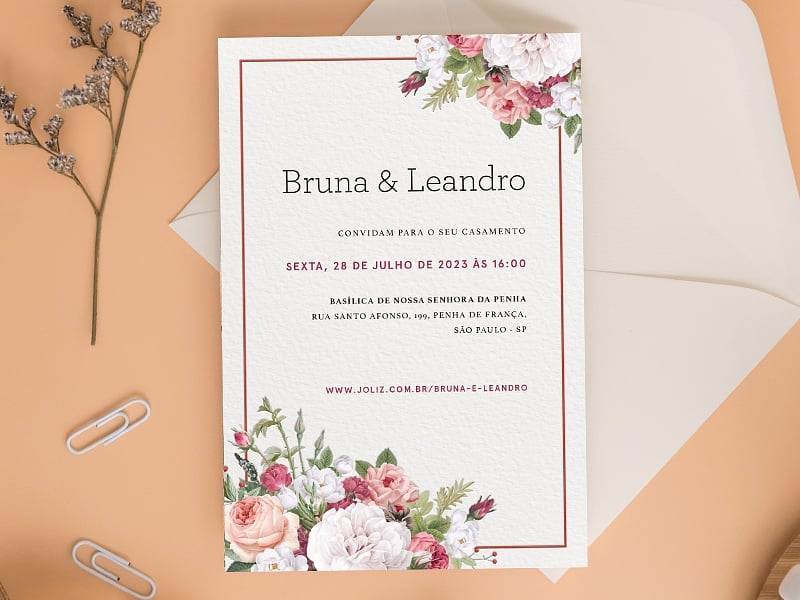 Bruna & Leandro
CONVIDAM PARA O SEU CASAMENTO
SEXTA, 28 DE JULHO DE 2023 ÀS 16:00
BASÍLICA DE NOSSA SENHORA DA PENHA
RUA SANTO AFONSO, 199, PENHA DE FRANÇA,
SÃO PAULO - SP
WWW.JOLIZ.COM.BR/BRUNA-E-LEANDRO